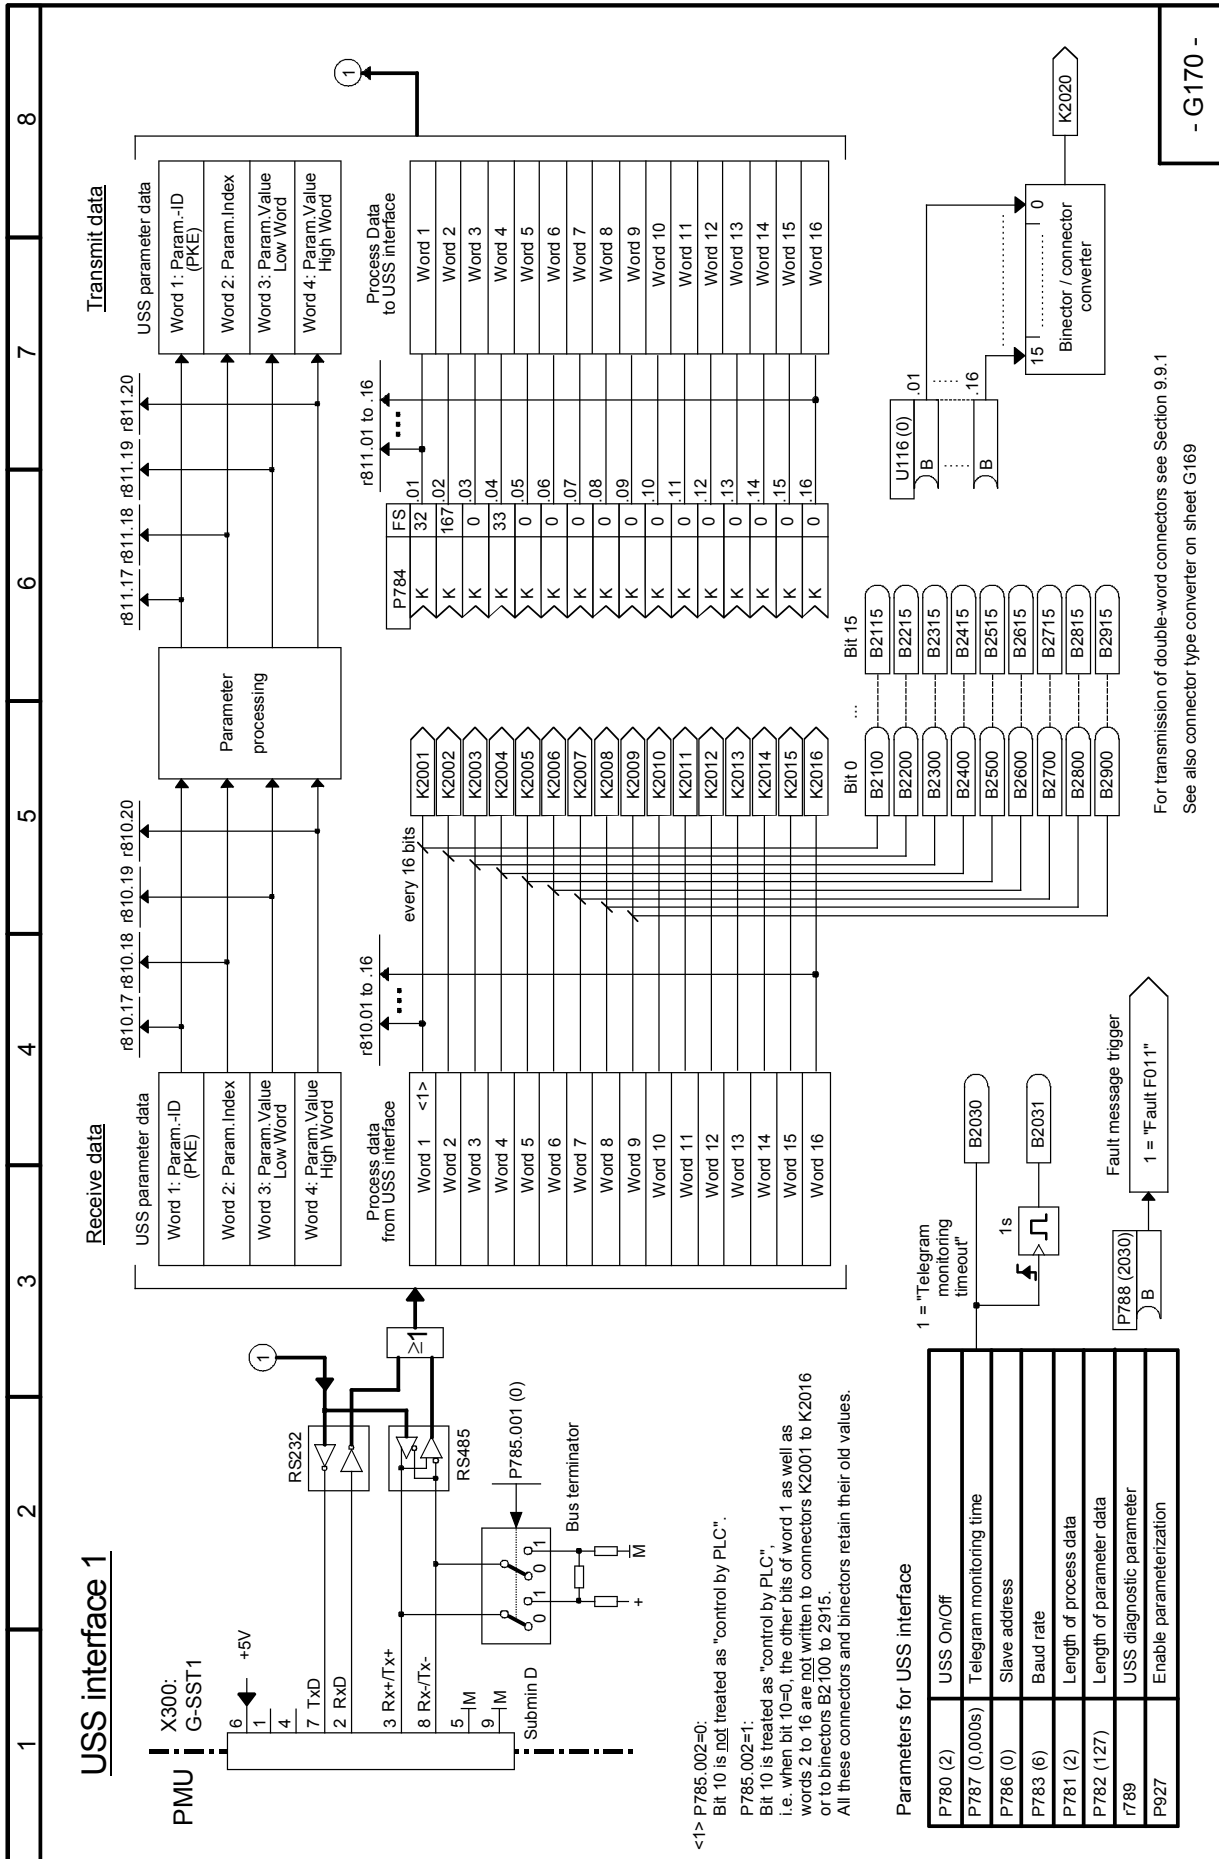 1
2
3
4
5
6
7
8
USS interface 1
PMU
X300:
G-SST1
6
+5V
1
4
7 TxD
2 RxD
3 Rx+/Tx+
8 Rx-/Tx-
5
M
9
M
Submin D
RS232
RS485
1
≥1
P785.001 (0)
0 1 0 1
Bus terminator
+
M
<1> P785.002=0:
Bit 10 is not treated as "control by PLC".
P785.002=1:
Bit 10 is treated as "control by PLC",
i.e. when bit 10=0, the other bits of word 1 as well as
words 2 to 16 are not written to connectors K2001 to K2016
or to binectors B2100 to 2915.
All these connectors and binectors retain their old values.
Parameters for USS interface
P780 (2) USS On/Off
P787 (0,000s) Telegram monitoring time
P786 (0) Slave address
P783 (6) Baud rate
P781 (2) Length of process data
P782 (127) Length of parameter data
r789 USS diagnostic parameter
P927 Enable parameterization
1 = "Telegram
monitoring
timeout"
B2030
1s
B2031
Fault message trigger
P788 (2030)
B
1 = "Fault F011"
Receive data
USS parameter data
Word 1: Param.-ID
(PKE)
Word 2: Param.Index
Word 3: Param.Value
Low Word
Word 4: Param.Value
High Word
r810.17
r810.18
r810.19
r810.20
Parameter
processing
r811.17
r811.18
r811.19
r811.20
Transmit data
USS parameter data
Word 1: Param.-ID
(PKE)
Word 2: Param.Index
Word 3: Param.Value
Low Word
Word 4: Param.Value
High Word
1
Process data
from USS interface
Word 1 <1>
Word 2
Word 3
Word 4
Word 5
Word 6
Word 7
Word 8
Word 9
Word 10
Word 11
Word 12
Word 13
Word 14
Word 15
Word 16
r810.01 to .16
every 16 bits
K2001
K2002
K2003
K2004
K2005
K2006
K2007
K2008
K2009
K2010
K2011
K2012
K2013
K2014
K2015
K2016
Bit 0 ... Bit 15
B2100 B2115
B2200 B2215
B2300 B2315
B2400 B2415
B2500 B2515
B2600 B2615
B2700 B2715
B2800 B2815
B2900 B2915
P784 FS
K 32 .01
K 167 .02
K 0 .03
K 33 .04
K 0 .05
K 0 .06
K 0 .07
K 0 .08
K 0 .09
K 0 .10
K 0 .11
K 0 .12
K 0 .13
K 0 .14
K 0 .15
K 0 .16
r811.01 to .16
Process Data
to USS interface
Word 1
Word 2
Word 3
Word 4
Word 5
Word 6
Word 7
Word 8
Word 9
Word 10
Word 11
Word 12
Word 13
Word 14
Word 15
Word 16
U116 (0)
B .01
B .16
15 0
Binector / connector
converter
K2020
For transmission of double-word connectors see Section 9.9.1
See also connector type converter on sheet G169
- G170 -